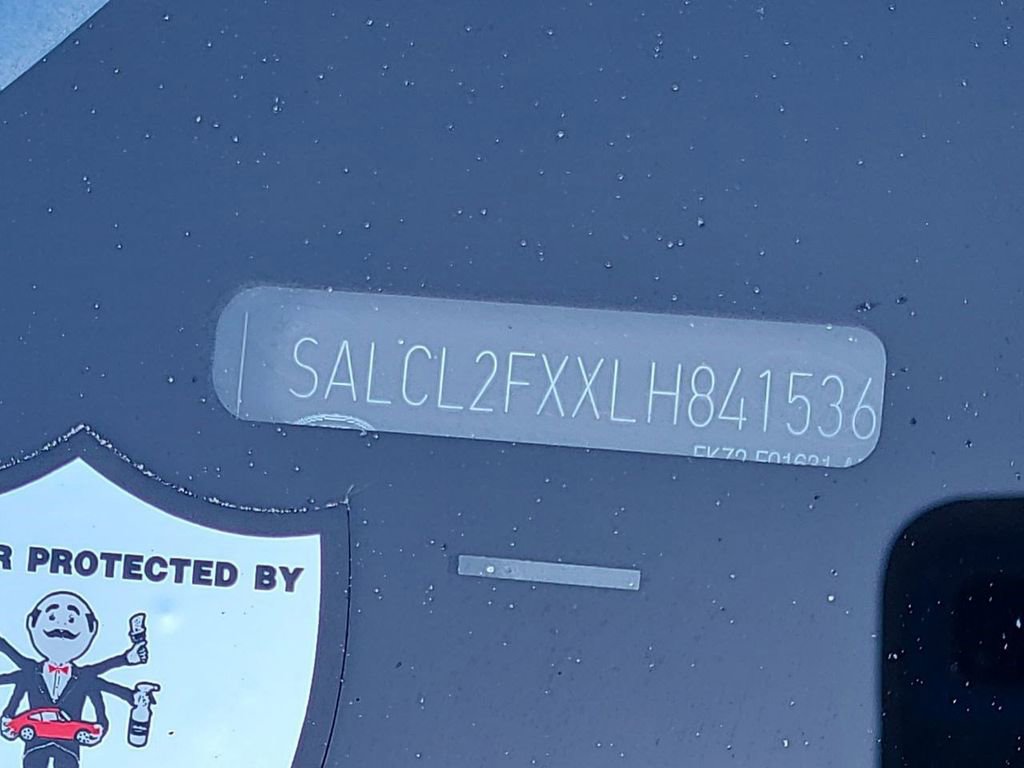 SALCL2FXXLH841536
R PROTECTED BY